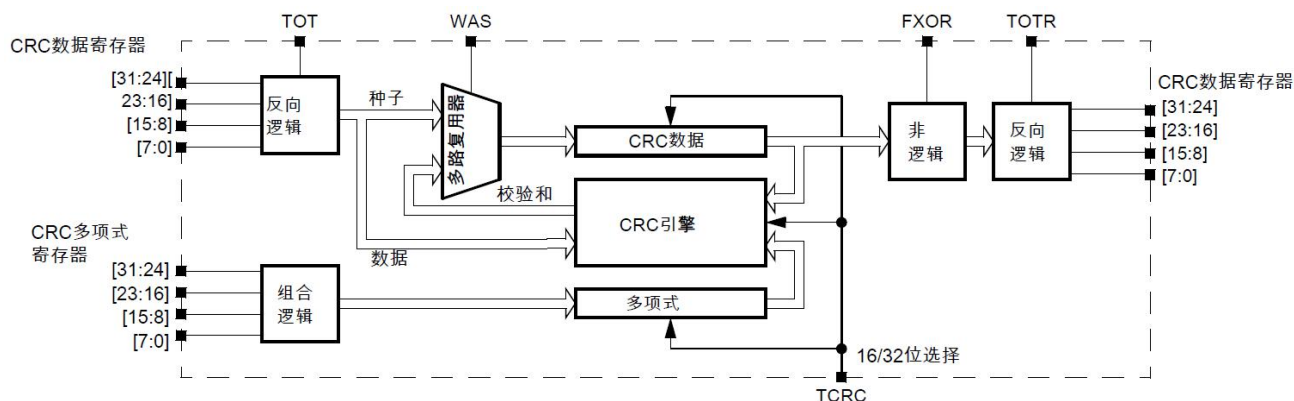 TOT
WAS
FXOR
TOTR
CRC数据寄存器
[31:24][
23:16]
[15:8]
[7:0]
反向
逻辑
种子
多路复用器
CRC数据
非
逻辑
反向
逻辑
CRC数据寄存器
[31:24]
[23:16]
[15:8]
[7:0]
校验和
CRC引擎
数据
CRC多项式
寄存器
[31:24]
[23:16]
[15:8]
[7:0]
组合
逻辑
多项式
16/32位选择
TCRC